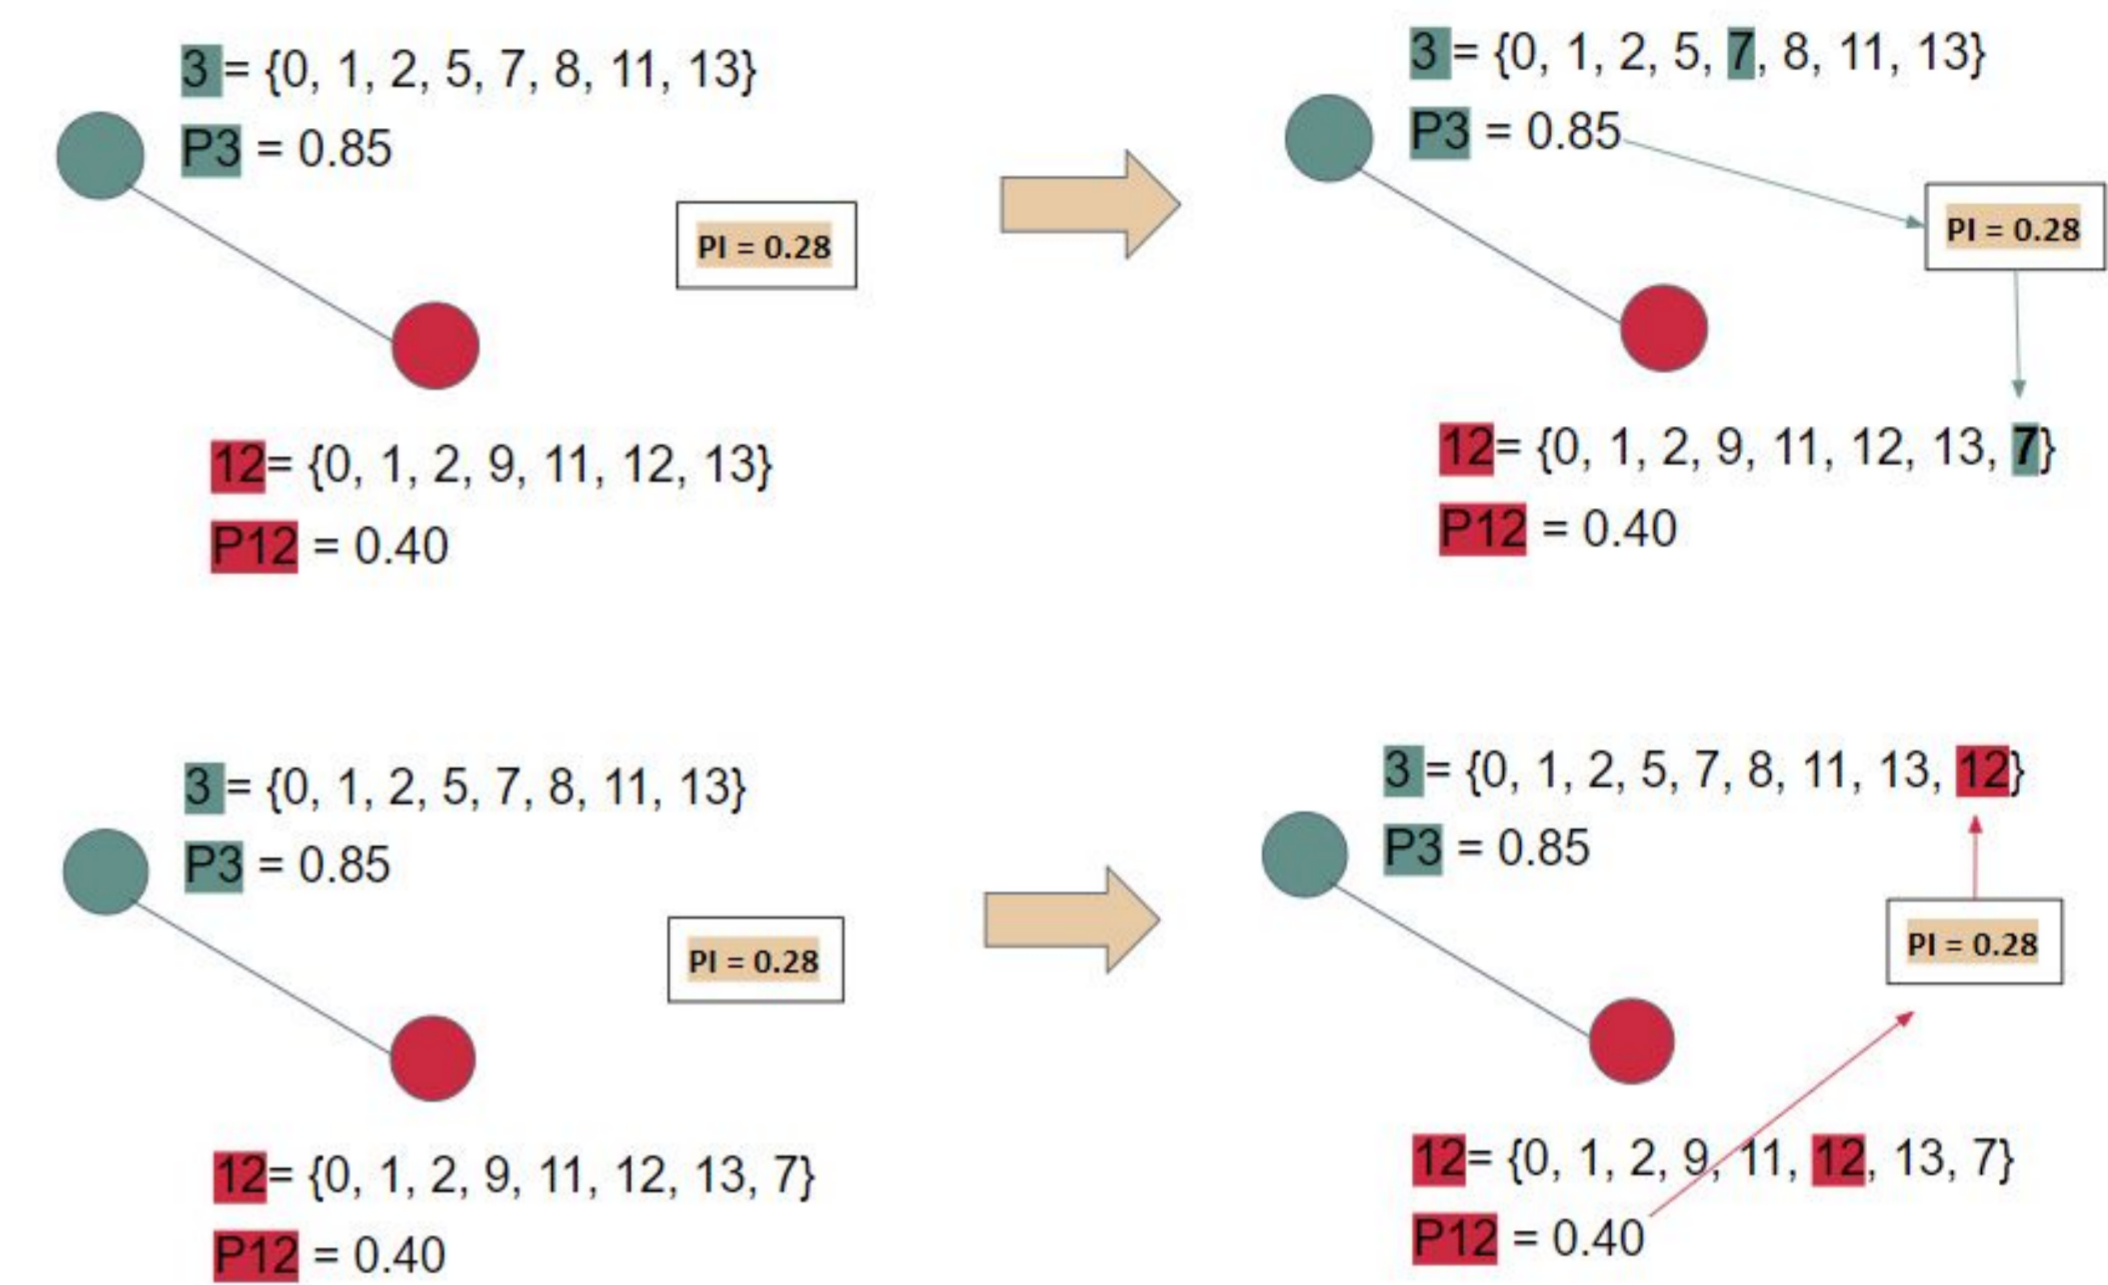 3 = {0, 1, 2, 5, 7, 8, 11, 13}
P3 = 0.85
PI = 0.28
12= {0, 1, 2, 9, 11, 12, 13}
P12 = 0.40
3 = {0, 1, 2, 5, 7, 8, 11, 13}
P3 = 0.85
PI = 0.28
12= {0, 1, 2, 9, 11, 12, 13, 7}
P12 = 0.40
3 = {0, 1, 2, 5, 7, 8, 11, 13}
P3 = 0.85
PI = 0.28
12= {0, 1, 2, 9, 11, 12, 13, 7}
P12 = 0.40
3 = {0, 1, 2, 5, 7, 8, 11, 13, 12}
P3 = 0.85
PI = 0.28
12= {0, 1, 2, 9, 11, 12, 13, 7}
P12 = 0.40